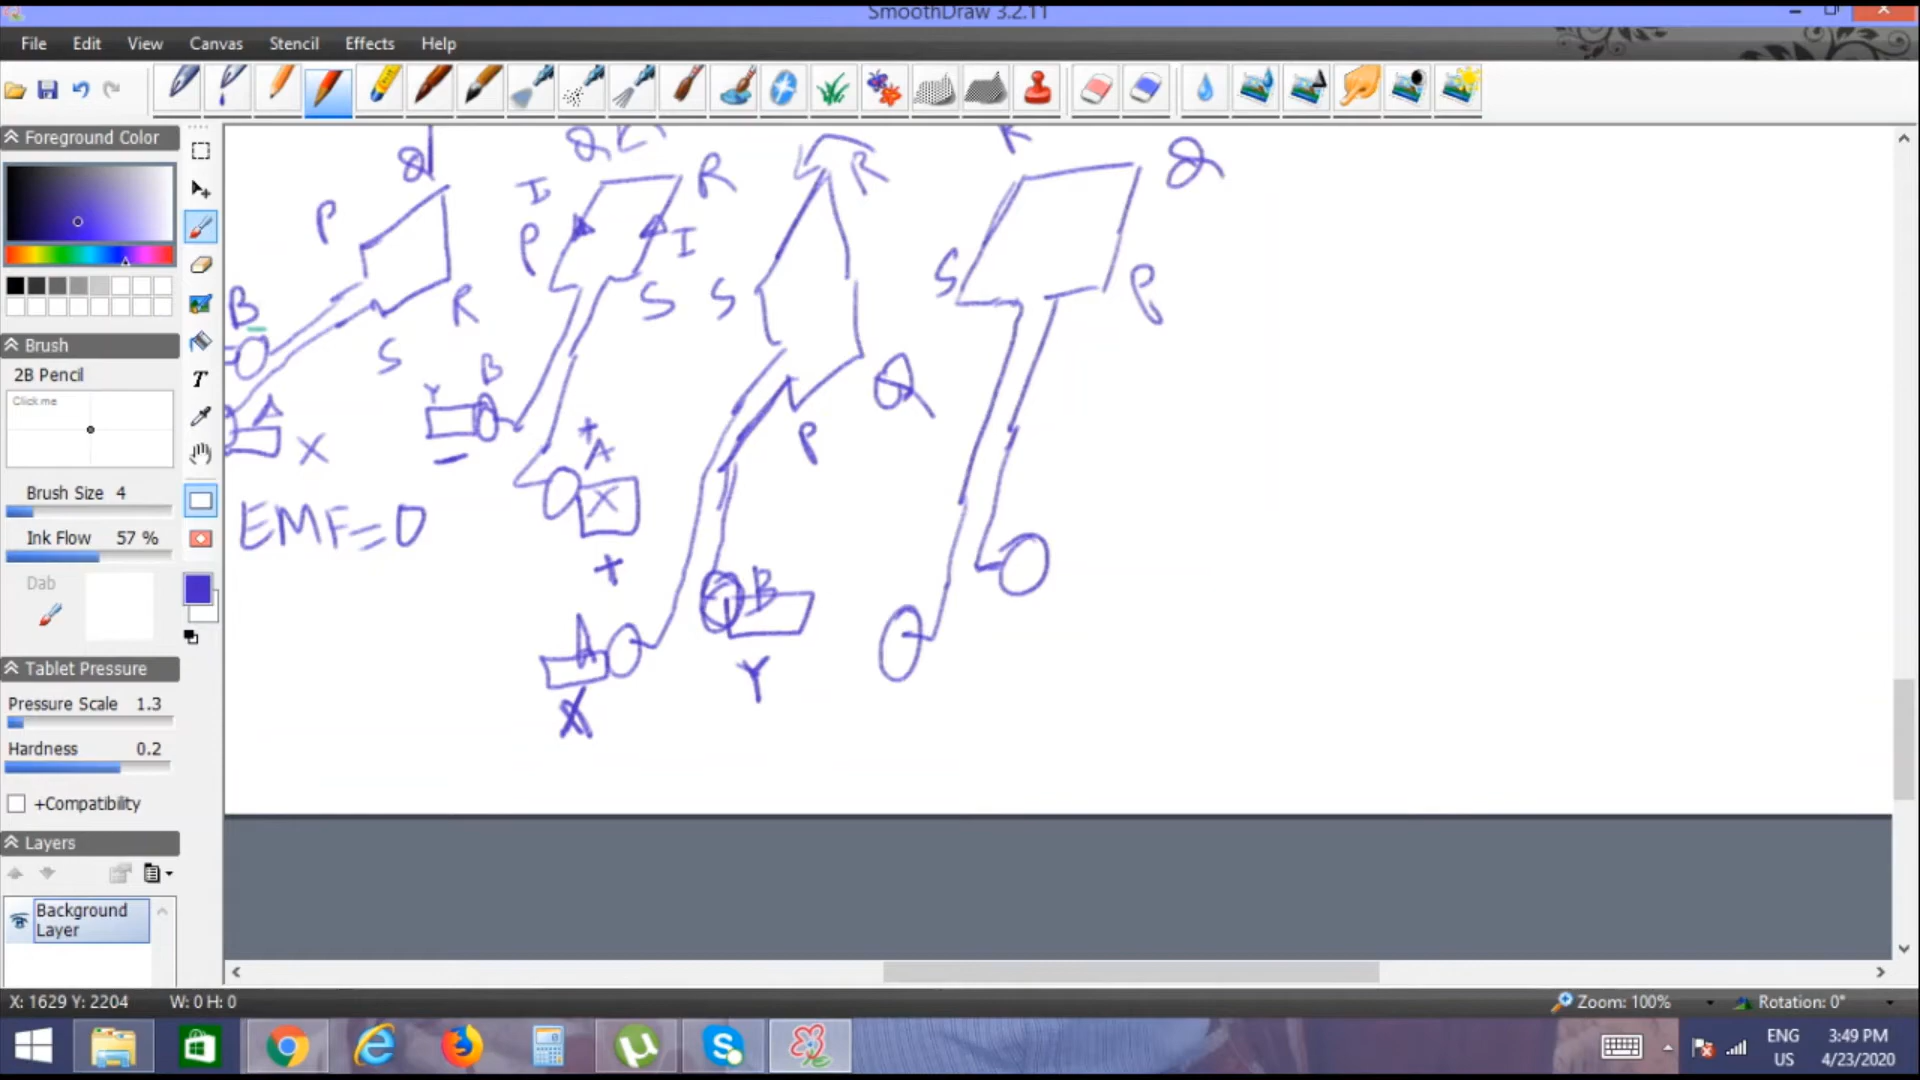 SmoothDraw 3.2.11
File Edit View Canvas Stencil Effects Help
Foreground Color
Brush
2B Pencil
Click me
Brush Size 4
Ink Flow 57 %
Dab
Tablet Pressure
Pressure Scale 1.3
Hardness 0.2
+Compatibility
Layers
Background
Layer
P Q R S
B
A
X
EMF=0
I Q R
P I
S
Y B
-
+
A
X
+
R
S
Q
P
A
X
B
Y
R Q
S P
X: 1629 Y: 2204 W: 0 H: 0
Zoom: 100% Rotation: 0°
ENG
US
3:49 PM
4/23/2020